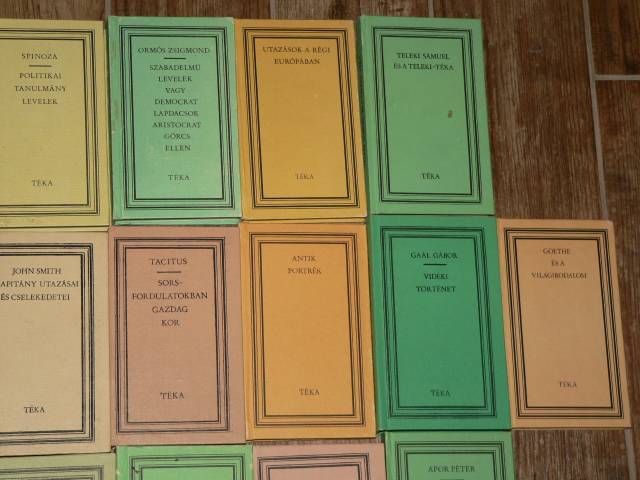 SPINOZA
POLITIKAI
TANULMÁNY
LEVELEK
TÉKA
ORMÓS ZSIGMOND
SZABADELMŰ
LEVELEK
VAGY
DEMOCRAT
LAPDACSOK
ARISTOCRAT
GÖRCS
ELLEN
TÉKA
UTAZÁSOK A RÉGI
EURÓPÁBAN
TÉKA
TELEKI SÁMUEL
ÉS A TELEKI-TÉKA
TÉKA
JOHN SMITH
APITÁNY UTAZÁSAI
ÉS CSELEKEDETEI
TÉKA
TACITUS
SORS-
FORDULATOKBAN
GAZDAG
KOR
TÉKA
ANTIK
PORTRÉK
TÉKA
GAÁL GÁBOR
VIDÉKI
TÖRTÉNET
TÉKA
GOETHE
ÉS A
VILÁGIRODALOM
TÉKA
APOR PÉTER